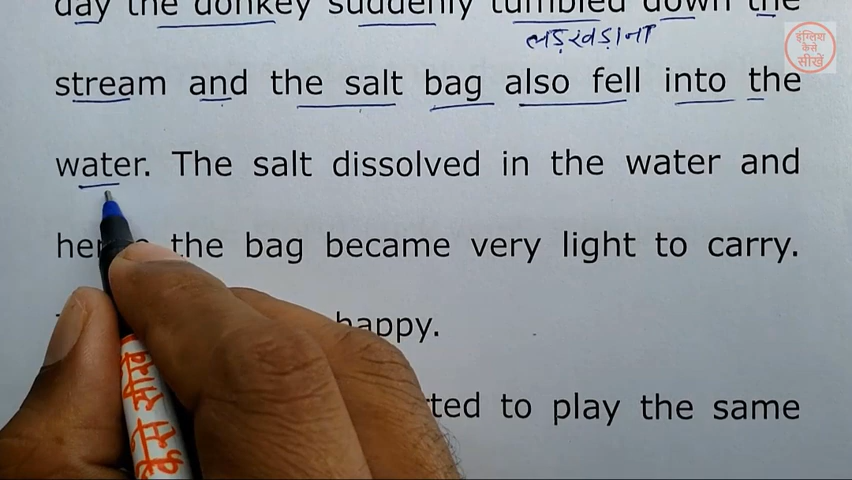 day the donkey suddenly tumbled down the
लड़खड़ाना
इंग्लिश
कैसे
सीखें
stream and the salt bag also fell into the
water. The salt dissolved in the water and
the bag became very light to carry.
happy.
to play the same
कैसे सीखें